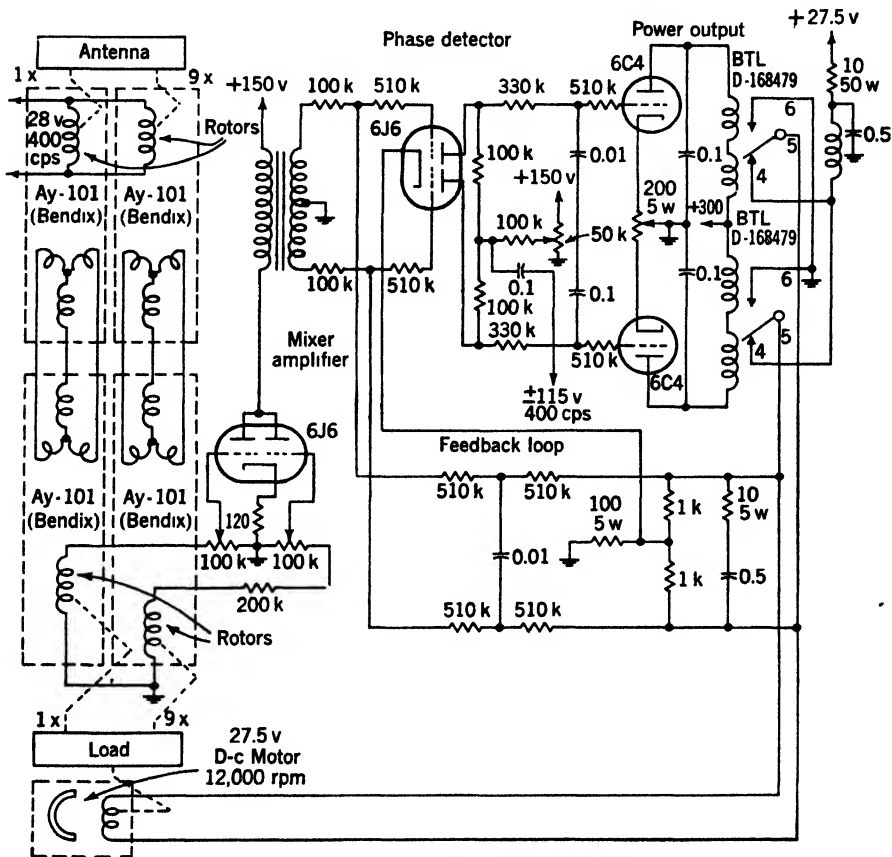 Antenna
1x
9x
28 v
400
cps
Rotors
Ay-101
(Bendix)
Ay-101
(Bendix)
Ay-101
(Bendix)
Ay-101
(Bendix)
Rotors
1x
9x
Load
27.5 v
D-c Motor
12,000 rpm
+150 v
Mixer
amplifier
6J6
120
100 k
100 k
200 k
Phase detector
100 k
510 k
6J6
100 k
510 k
330 k
510 k
100 k
+150 v
100 k
50 k
0.1
100 k
330 k
510 k
0.01
0.1
±115 v
400 cps
Power output
6C4
6C4
200
5 w
0.1
+300
0.1
BTL
D-168479
6
5
4
BTL
D-168479
6
5
4
+27.5 v
10
50 w
0.5
Feedback loop
510 k
510 k
0.01
510 k
510 k
100
5 w
1 k
1 k
10
5 w
0.5